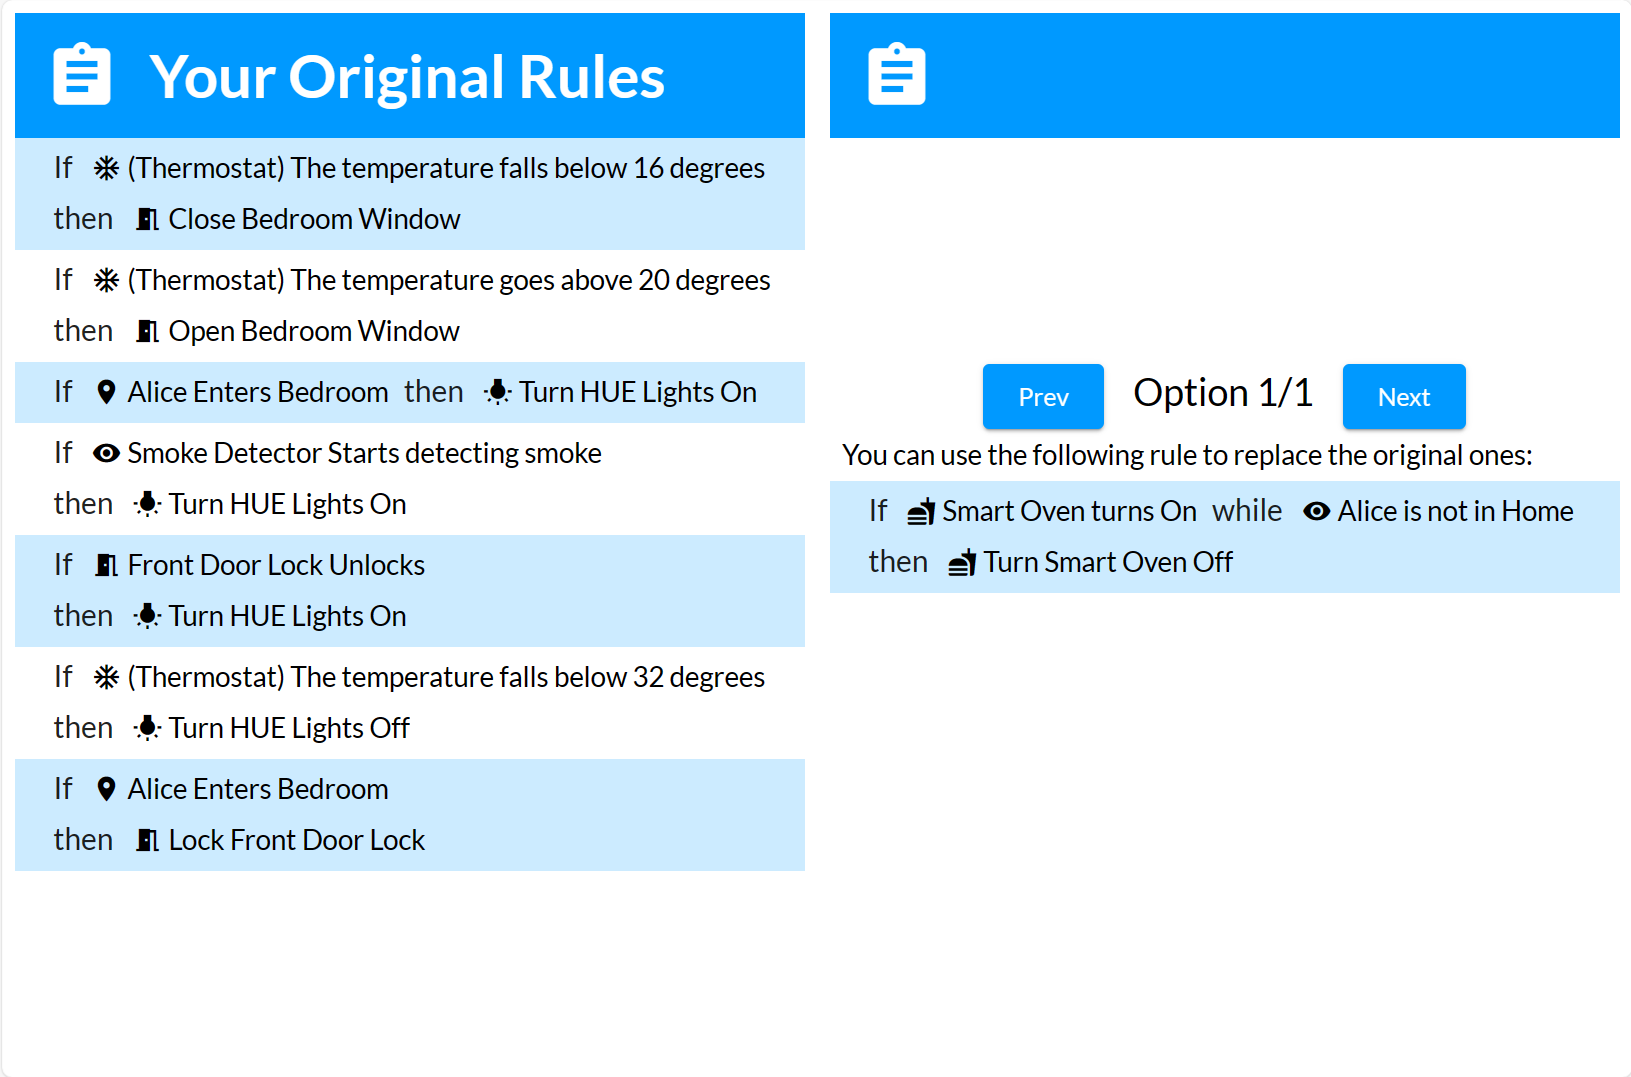 Your Original Rules
If (Thermostat) The temperature falls below 16 degrees
then Close Bedroom Window
If (Thermostat) The temperature goes above 20 degrees
then Open Bedroom Window
If Alice Enters Bedroom then Turn HUE Lights On
If Smoke Detector Starts detecting smoke
then Turn HUE Lights On
If Front Door Lock Unlocks
then Turn HUE Lights On
If (Thermostat) The temperature falls below 32 degrees
then Turn HUE Lights Off
If Alice Enters Bedroom
then Lock Front Door Lock
Prev Option 1/1 Next
You can use the following rule to replace the original ones:
If Smart Oven turns On while Alice is not in Home
then Turn Smart Oven Off